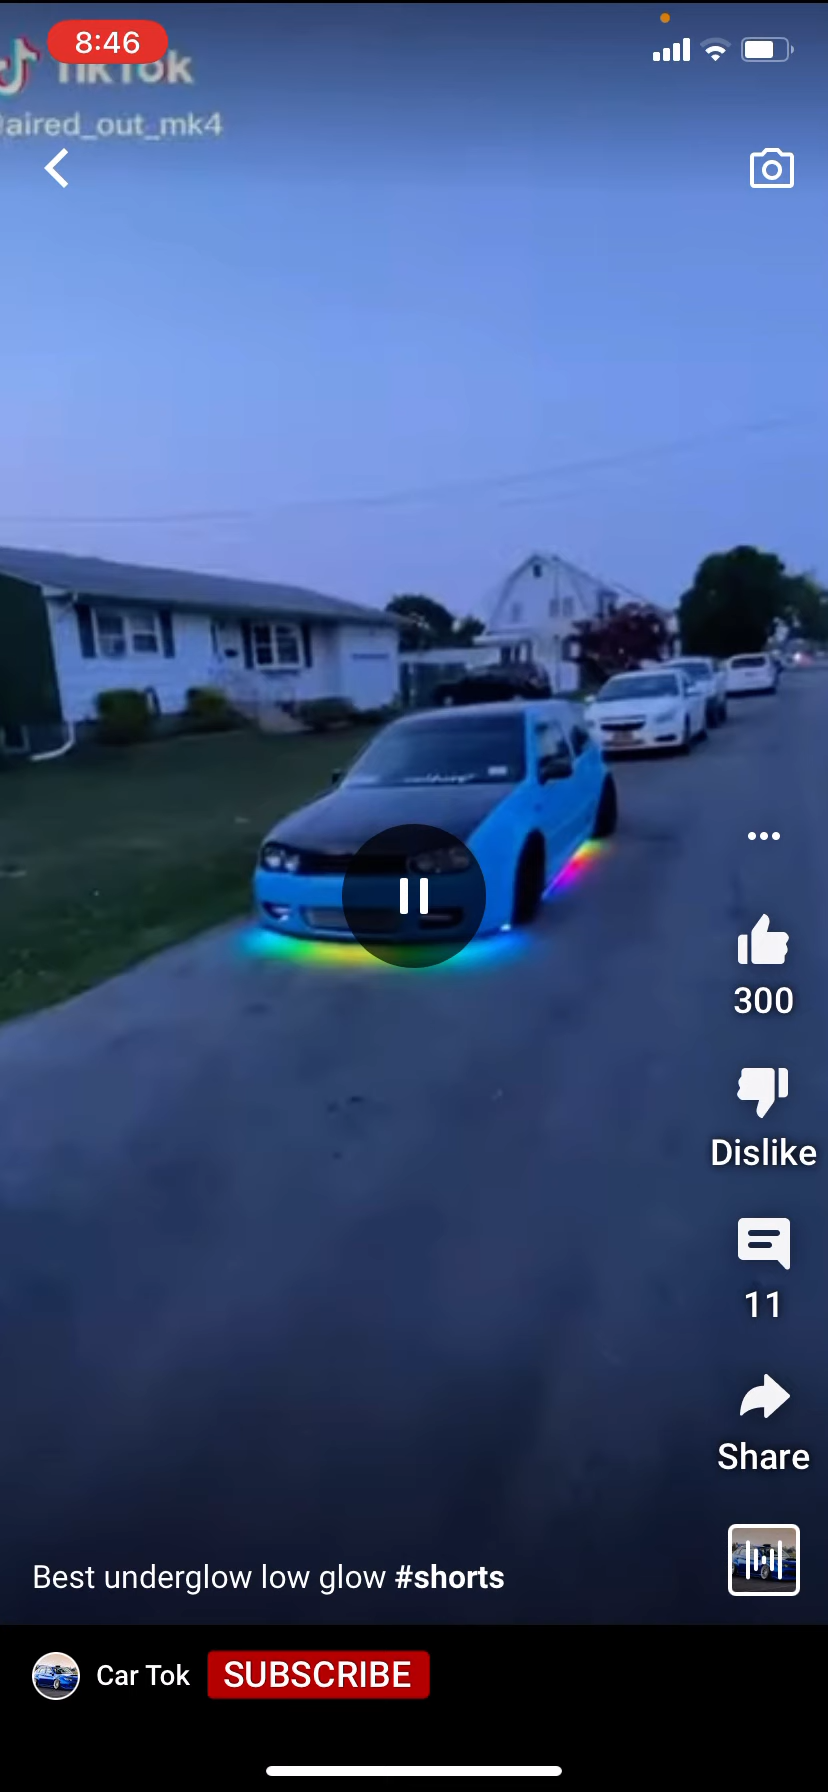 8:46
TikTok
@aired_out_mk4
300
Dislike
11
Share
Best underglow low glow #shorts
Car Tok
SUBSCRIBE